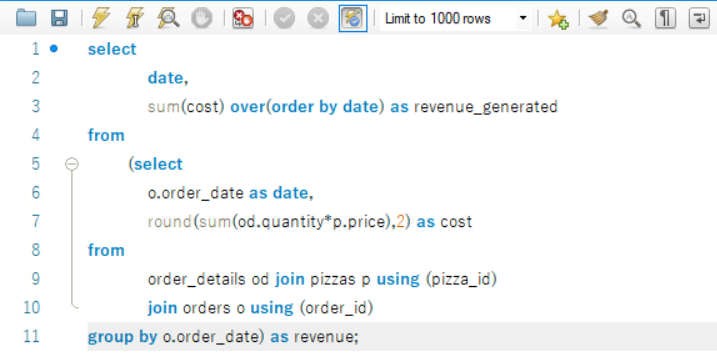 Limit to 1000 rows
1 select
2 date,
3 sum(cost) over(order by date) as revenue_generated
4 from
5 (select
6 o.order_date as date,
7 round(sum(od.quantity*p.price),2) as cost
8 from
9 order_details od join pizzas p using (pizza_id)
10 join orders o using (order_id)
11 group by o.order_date) as revenue;